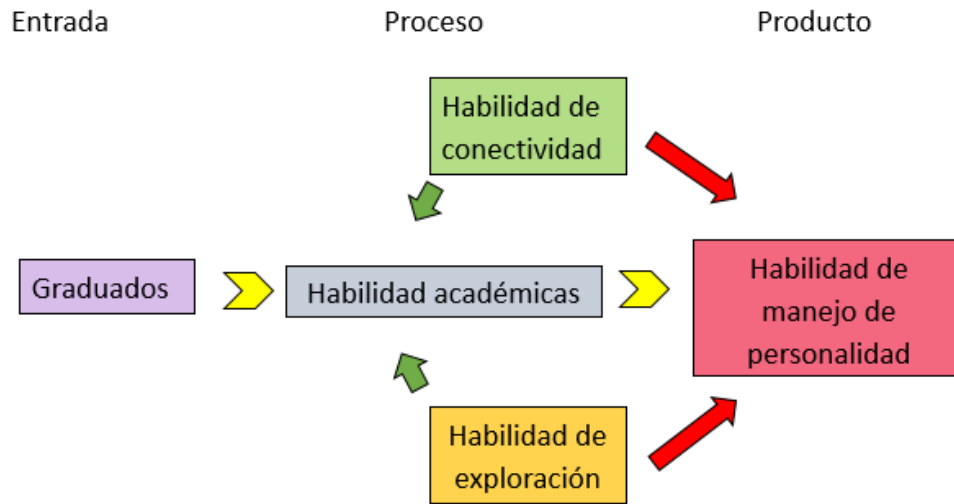 Entrada
Proceso
Producto
Habilidad de
conectividad
Graduados
Habilidad académicas
Habilidad de
manejo de
personalidad
Habilidad de
exploración